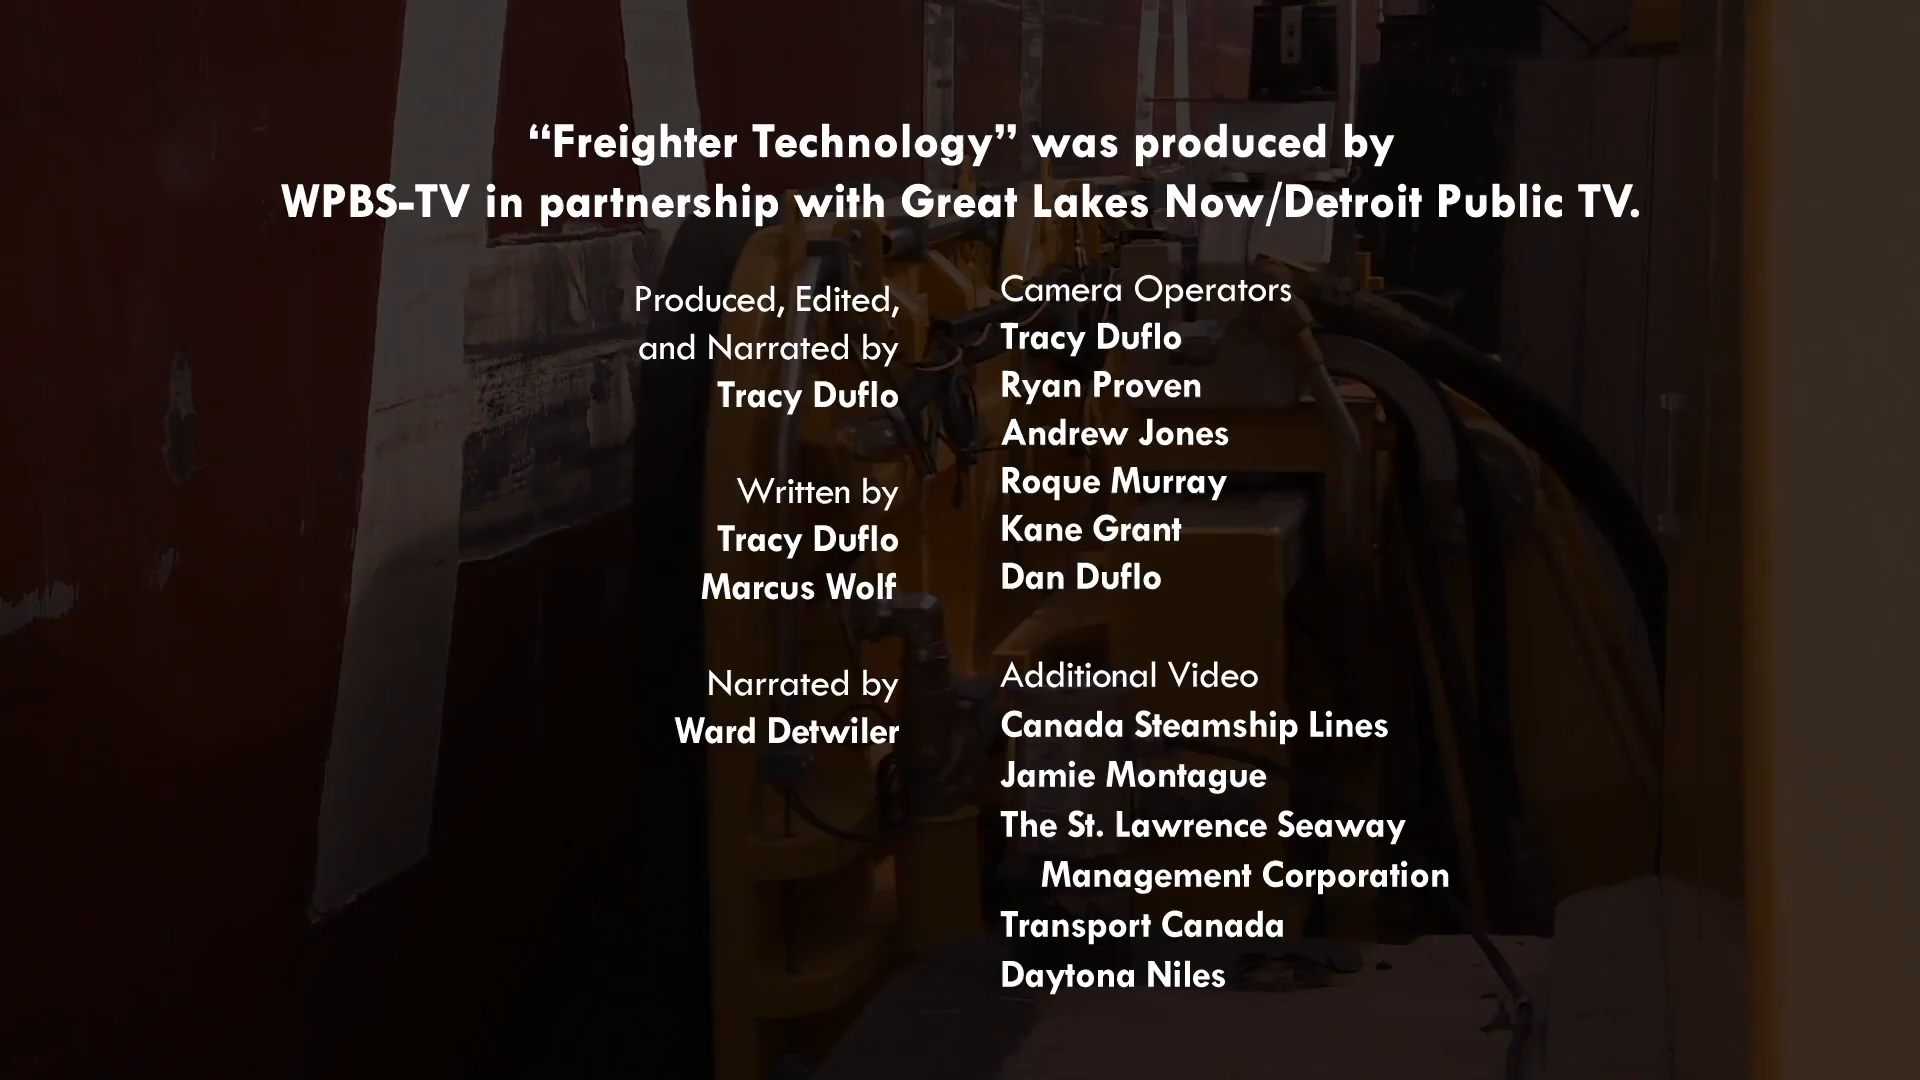 “Freighter Technology” was produced by
WPBS-TV in partnership with Great Lakes Now/Detroit Public TV.
Produced, Edited,
and Narrated by
Tracy Duflo
Written by
Tracy Duflo
Marcus Wolf
Narrated by
Ward Detwiler
Camera Operators
Tracy Duflo
Ryan Proven
Andrew Jones
Roque Murray
Kane Grant
Dan Duflo
Additional Video
Canada Steamship Lines
Jamie Montague
The St. Lawrence Seaway
Management Corporation
Transport Canada
Daytona Niles